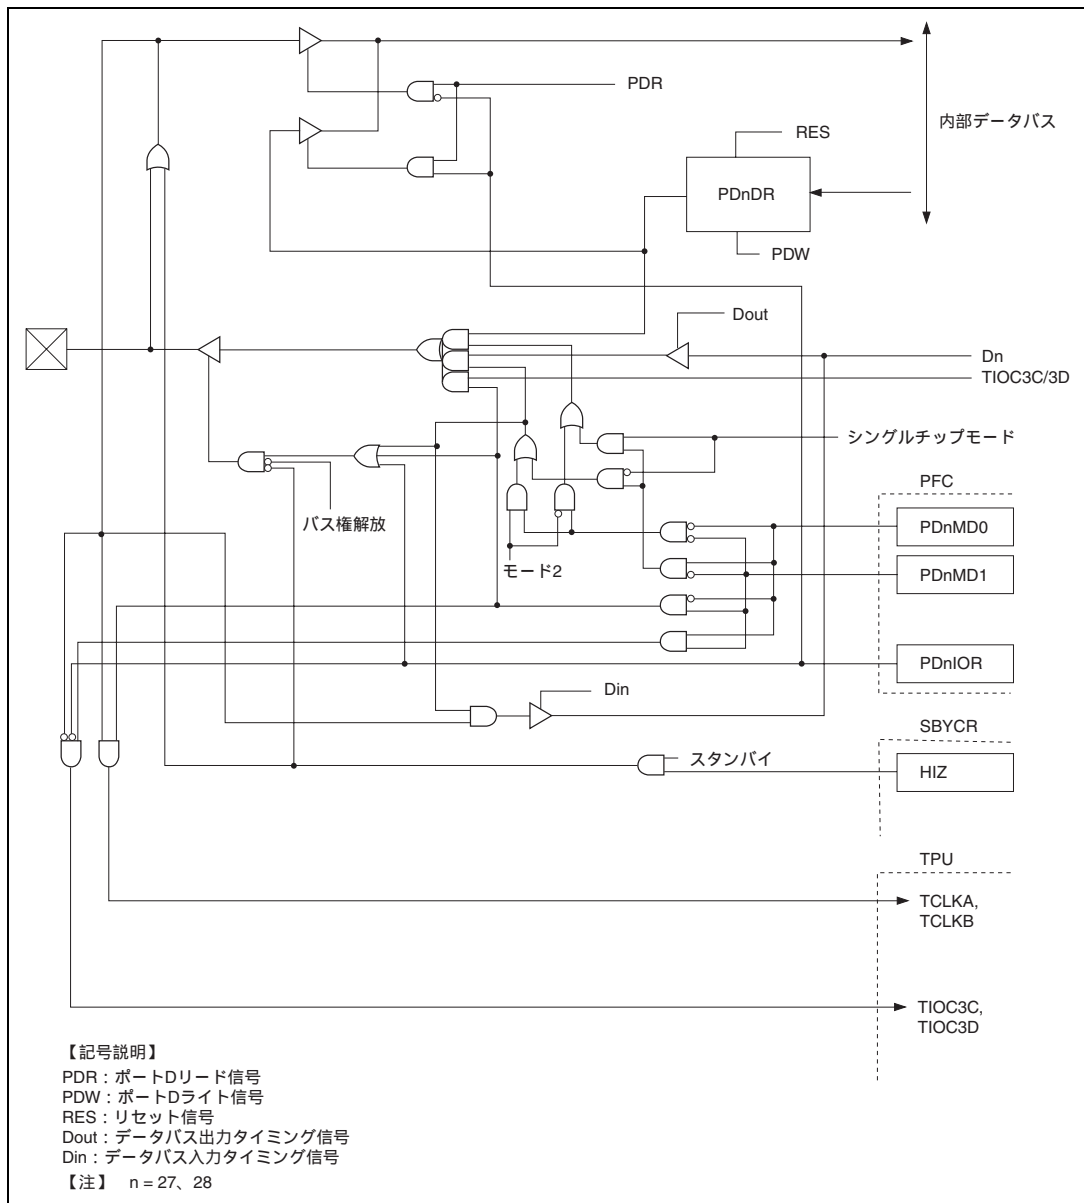 PDR
内部データバス
RES
PDnDR
PDW
Dout
Dn
TIOC3C/3D
シングルチップモード
PFC
バス権解放
PDnMD0
モード2
PDnMD1
PDnIOR
Din
SBYCR
スタンバイ
HIZ
TPU
TCLKA,
TCLKB
TIOC3C,
TIOC3D
【記号説明】
PDR：ポートDリード信号
PDW：ポートDライト信号
RES：リセット信号
Dout：データバス出力タイミング信号
Din：データバス入力タイミング信号
【注】 n = 27、28